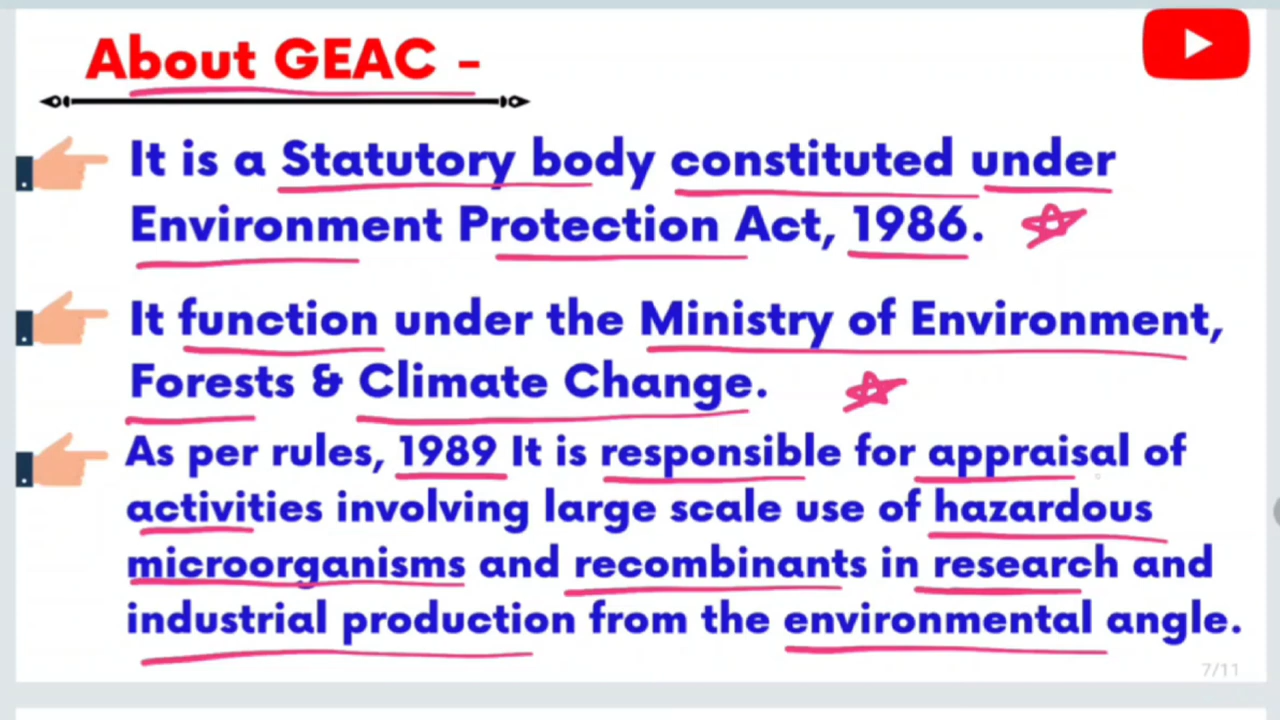 About GEAC -
It is a Statutory body constituted under
Environment Protection Act, 1986.
It function under the Ministry of Environment,
Forests & Climate Change.
As per rules, 1989 It is responsible for appraisal of
activities involving large scale use of hazardous
microorganisms and recombinants in research and
industrial production from the environmental angle.
7/11